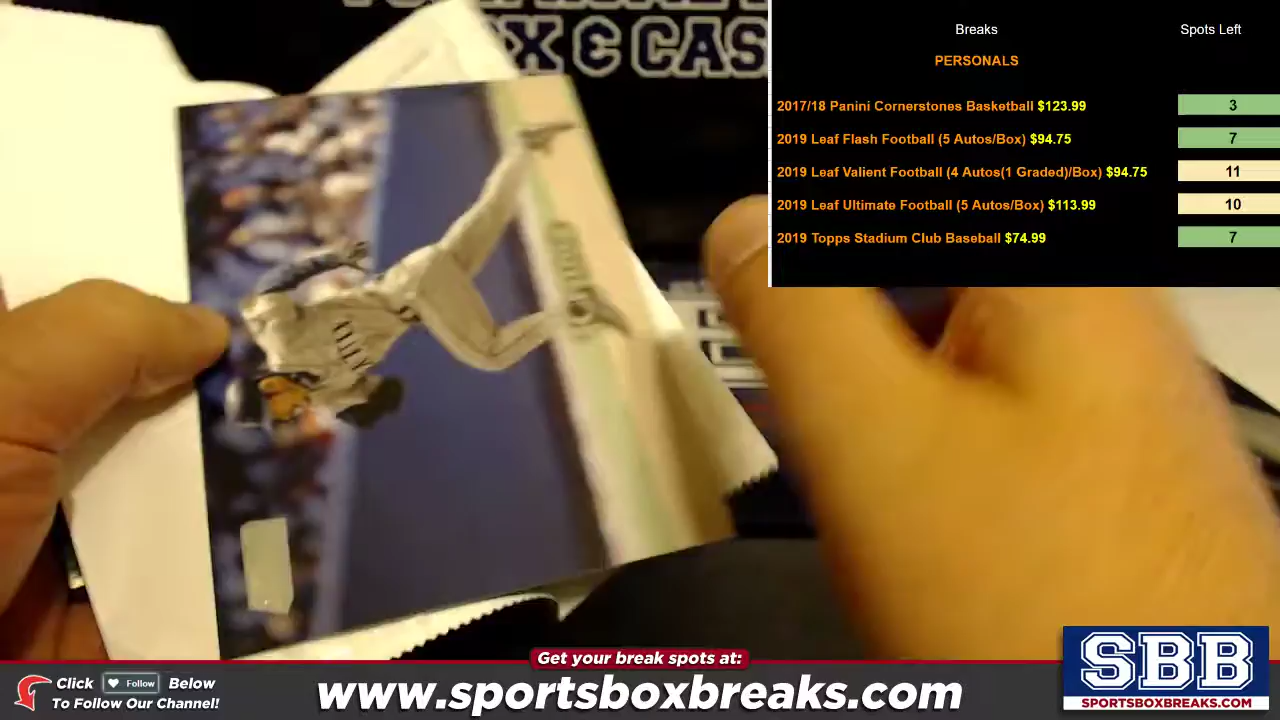 Breaks
Spots Left
PERSONALS
2017/18 Panini Cornerstones Basketball $123.99 3
2019 Leaf Flash Football (5 Autos/Box) $94.75 7
2019 Leaf Valient Football (4 Autos(1 Graded)/Box) $94.75 11
2019 Leaf Ultimate Football (5 Autos/Box) $113.99 10
2019 Topps Stadium Club Baseball $74.99 7
Get your break spots at:
Click Follow Below
To Follow Our Channel!
www.sportsboxbreaks.com
SBB
SPORTSBOXBREAKS.COM